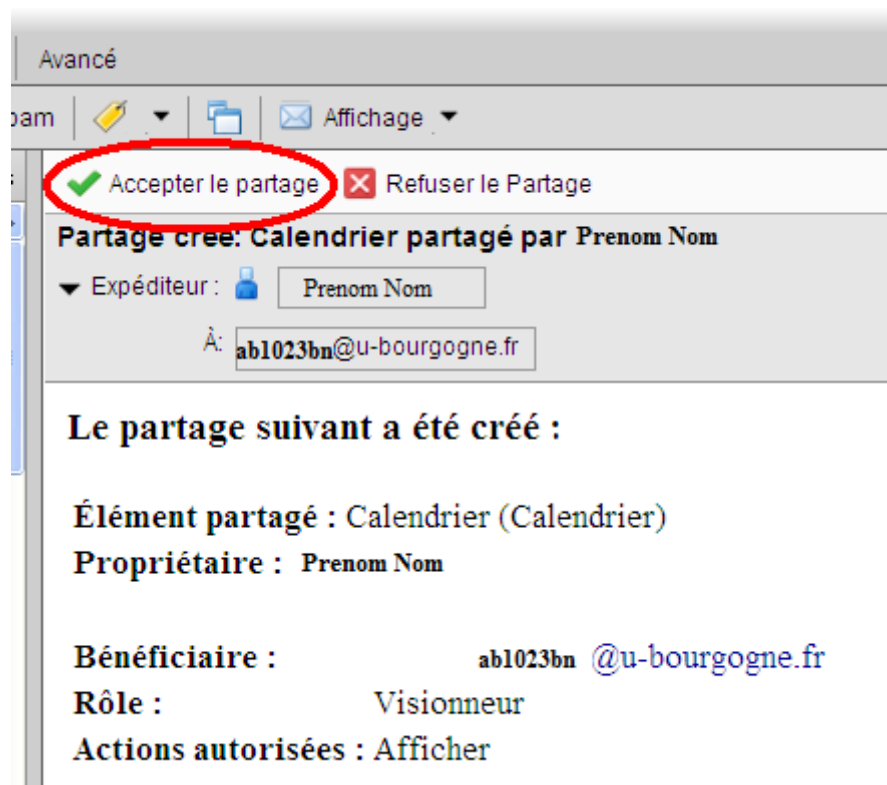 Avancé
Affichage
Accepter le partage Refuser le Partage
Partage créé: Calendrier partagé par Prenom Nom
Expéditeur : Prenom Nom
À: ab1023bn@u-bourgogne.fr
Le partage suivant a été créé :
Élément partagé : Calendrier (Calendrier)
Propriétaire : Prenom Nom
Bénéficiaire : ab1023bn @u-bourgogne.fr
Rôle : Visionneur
Actions autorisées : Afficher